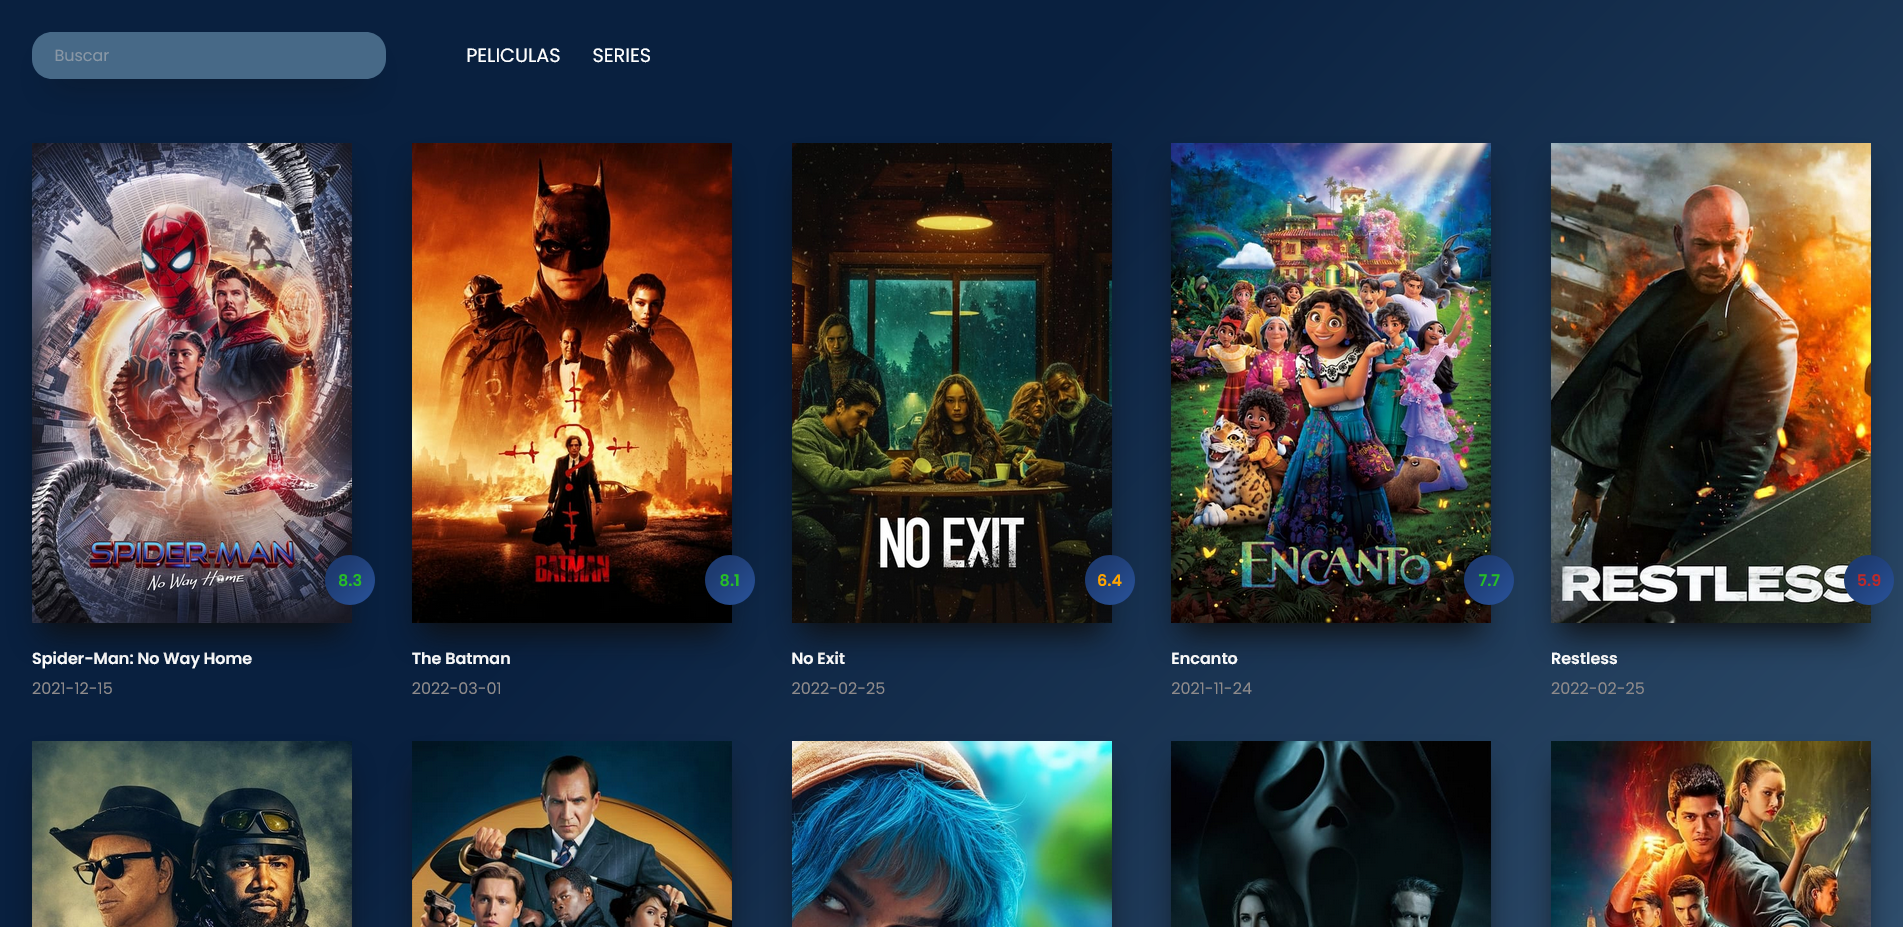 Buscar
PELICULAS
SERIES
SPIDER-MAN
No Way Home
8.3
BATMAN
8.1
NO EXIT
6.4
ENCANTO
7.7
RESTLESS
5.9
Spider-Man: No Way Home
The Batman
No Exit
Encanto
Restless
2021-12-15
2022-03-01
2022-02-25
2021-11-24
2022-02-25